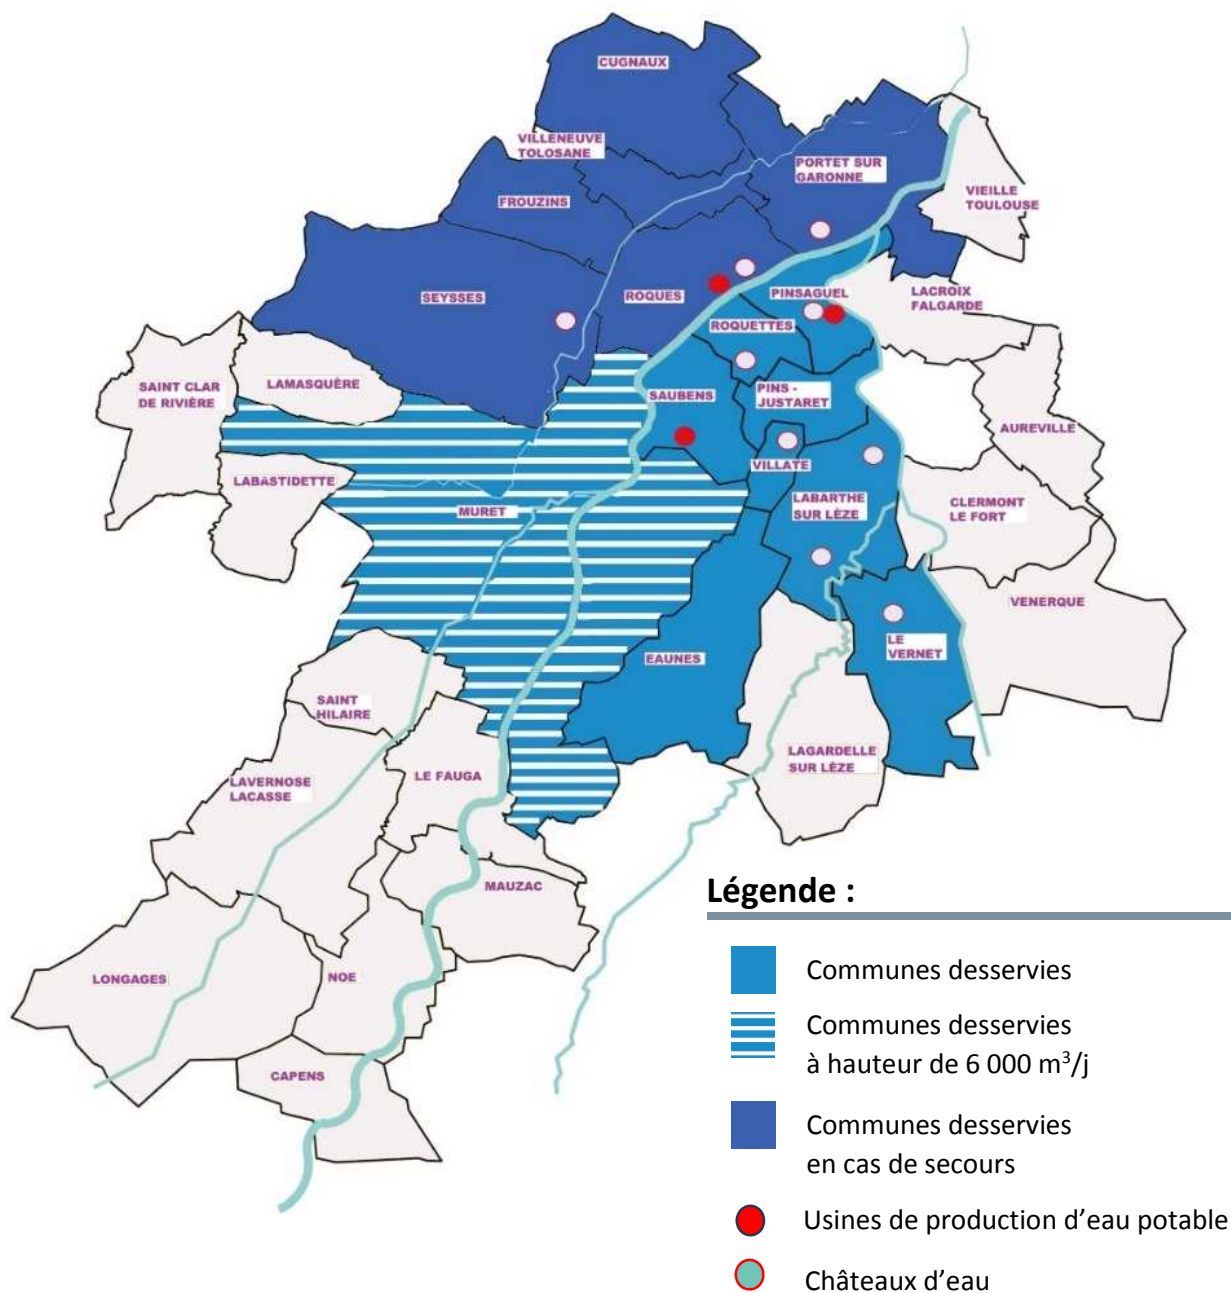 CUGNAUX
VILLENEUVE
TOLOSANE
PORTET SUR
GARONNE
VIEILLE
TOULOUSE
FROUZINS
SEYSSES
ROQUES
PINSAGUEL
LACROIX
FALGARDE
ROQUETTES
SAINT CLAR
DE RIVIÈRE
LAMASQUÈRE
SAUBENS
PINS -
JUSTARET
AUREVILLE
LABASTIDETTE
VILLATE
MURET
LABARTHE
SUR LÈZE
CLERMONT
LE FORT
VENERQUE
EAUNES
LE
VERNET
SAINT
HILAIRE
LAGARDELLE
SUR LÈZE
LAVERNOSE
LACASSE
LE FAUGA
MAUZAC
LONGAGES
NOE
CAPENS
Légende :
Communes desservies
Communes desservies
à hauteur de 6 000 m³/j
Communes desservies
en cas de secours
Usines de production d'eau potable
Châteaux d'eau